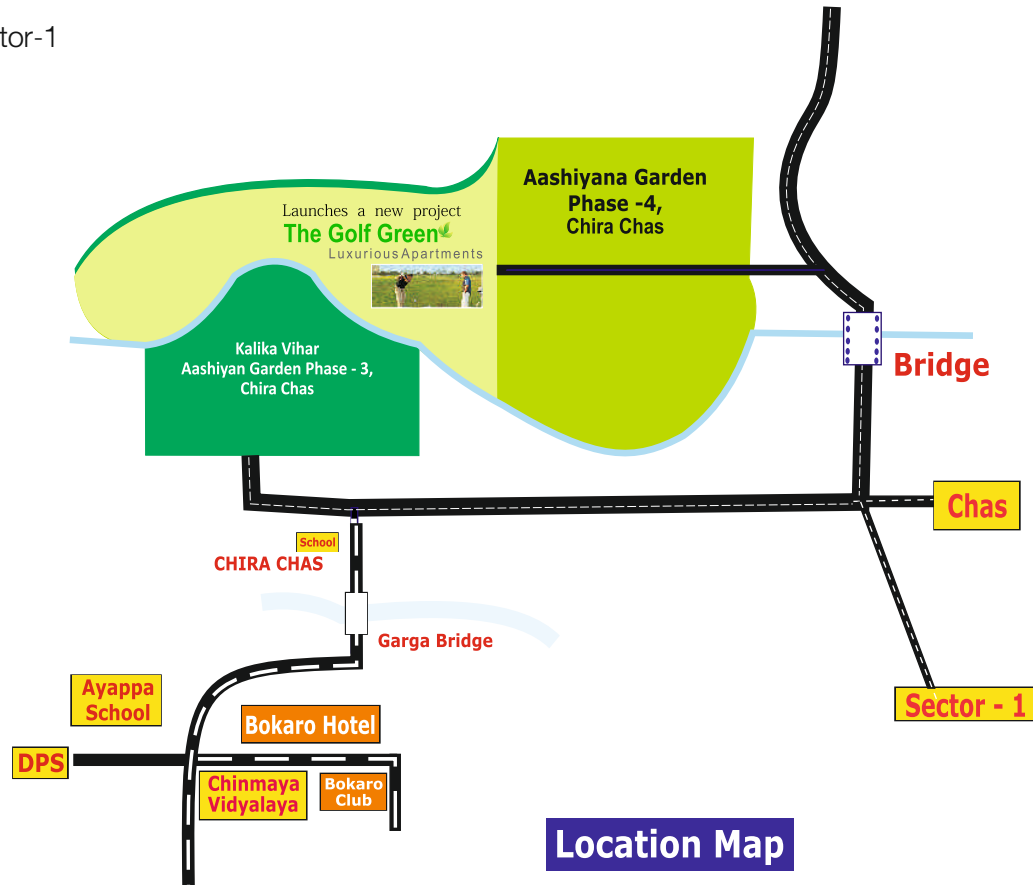 tor-1
Aashiyana Garden
Phase -4,
Chira Chas
Launches a new project
The Golf Green
Luxurious Apartments
Kalika Vihar
Aashiyan Garden Phase - 3,
Chira Chas
Bridge
Chas
School
CHIRA CHAS
Garga Bridge
Ayappa
School
Sector - 1
Bokaro Hotel
DPS
Chinmaya
Vidyalaya
Bokaro
Club
Location Map